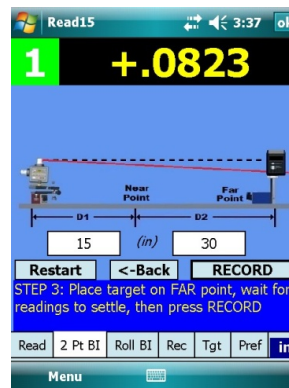 Read15 3:37 ok
1 +.0823
Near Point
Far Point
D1 D2
15 (in) 30
Restart <-Back RECORD
STEP 3: Place target on FAR point, wait for
readings to settle, then press RECORD
Read 2 Pt BI Roll BI Rec Tgt Pref in
Menu